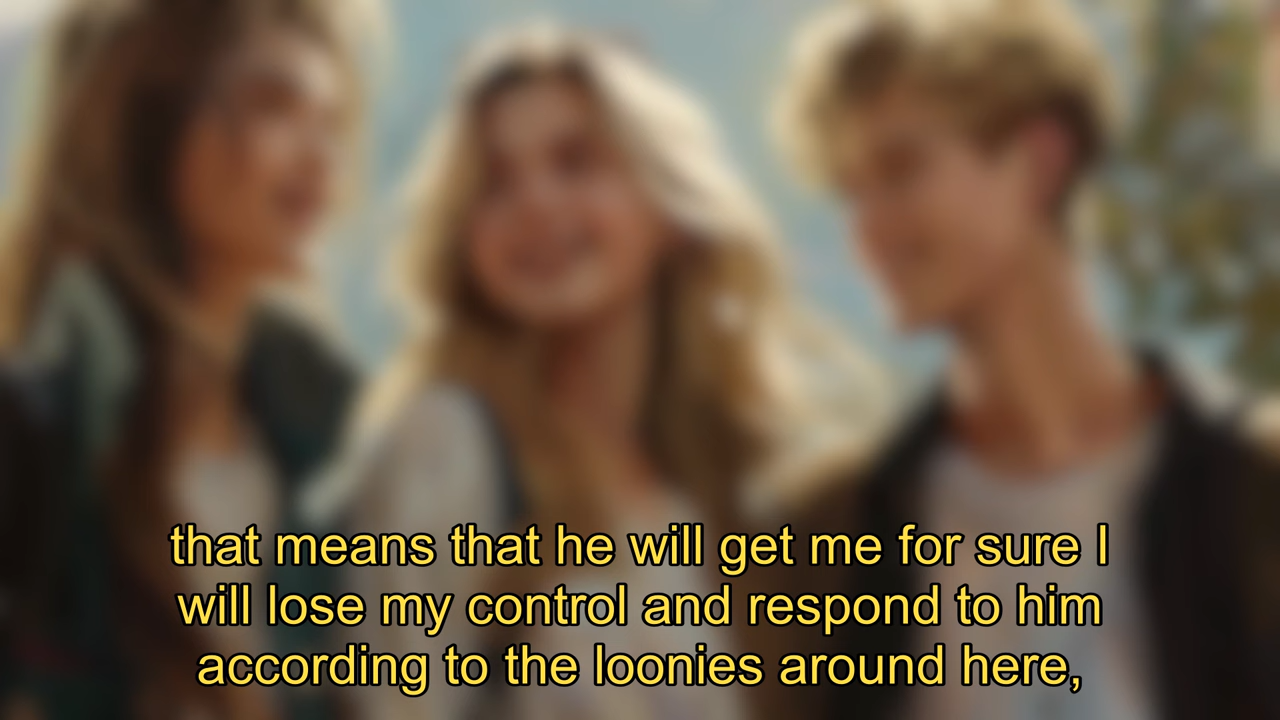 that means that he will get me for sure I
will lose my control and respond to him
according to the loonies around here,